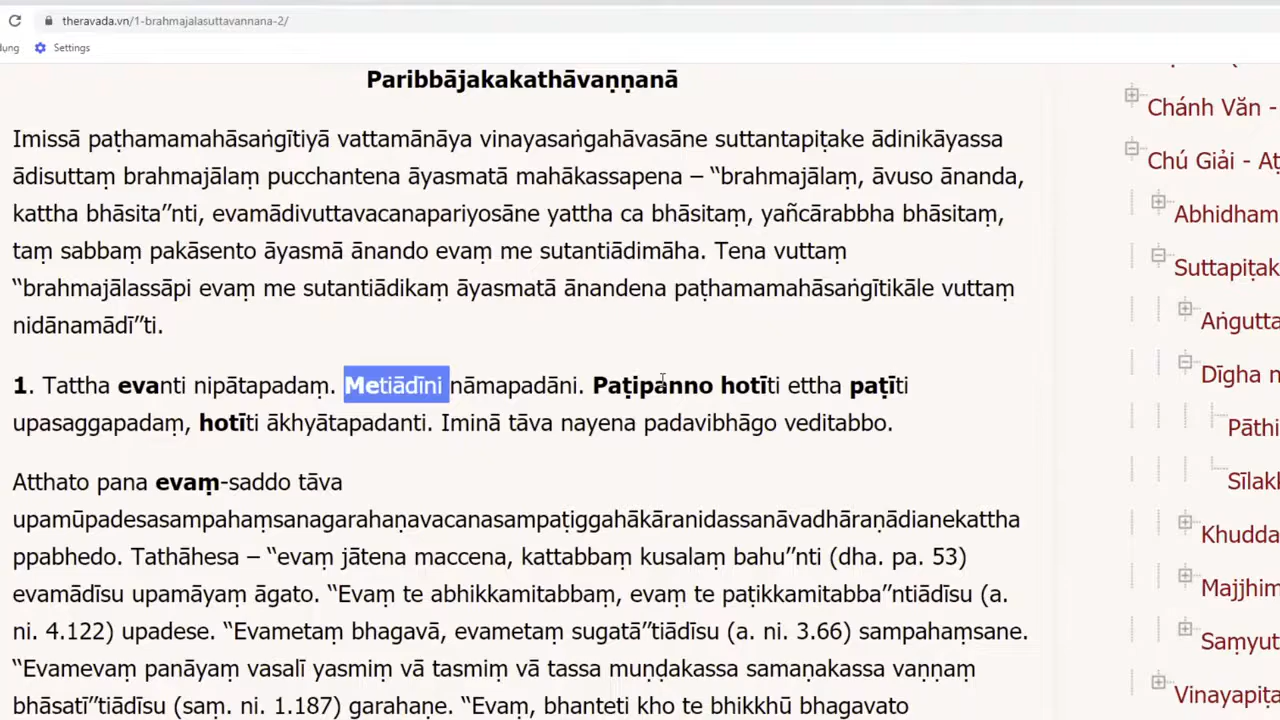 theravada.vn/1-brahmajalasuttavannana-2/
Settings
Paribbājakakathāvaṇṇanā
Imissā paṭhamamahāsaṅgītiyā vattamānāya vinayasaṅgahāvasāne suttantapiṭake ādinikāyassa
ādisuttaṃ brahmajālaṃ pucchantena āyasmatā mahākassapena – “brahmajālaṃ, āvuso ānanda,
kattha bhāsita”nti, evamādivuttavacanapariyosāne yattha ca bhāsitaṃ, yañcārabbha bhāsitaṃ,
taṃ sabbaṃ pakāsento āyasmā ānando evaṃ me sutantiādimāha. Tena vuttaṃ
“brahmajālassāpi evaṃ me sutantiādikaṃ āyasmatā ānandena paṭhamamahāsaṅgītikāle vuttaṃ
nidānamādī”ti.
1. Tattha evanti nipātapadaṃ. Metiādīni nāmapadāni. Paṭipanno hotīti ettha paṭīti
upasaggapadaṃ, hotīti ākhyātapadanti. Iminā tāva nayena padavibhāgo veditabbo.
Atthato pana evaṃ-saddo tāva
upamūpadesasampahaṃsanagarahaṇavacanasampaṭiggahākāranidassanāvadhāraṇādianekattha
ppabhedo. Tathāhesa – “evaṃ jātena maccena, kattabbaṃ kusalaṃ bahu”nti (dha. pa. 53)
evamādīsu upamāyaṃ āgato. “Evaṃ te abhikkamitabbaṃ, evaṃ te paṭikkamitabba”ntiādīsu (a.
ni. 4.122) upadese. “Evametaṃ bhagavā, evametaṃ sugatā”tiādīsu (a. ni. 3.66) sampahaṃsane.
“Evamevaṃ panāyaṃ vasalī yasmiṃ vā tasmiṃ vā tassa muṇḍakassa samaṇakassa vaṇṇaṃ
bhāsatī”tiādīsu (saṃ. ni. 1.187) garahaṇe. “Evaṃ, bhanteti kho te bhikkhū bhagavato
Chánh Văn -
Chú Giải - Aṭ
Abhidham
Suttapiṭak
Aṅgutta
Dīgha n
Pāthi
Sīlakk
Khudda
Majjhim
Saṃyut
Vinayapiṭa